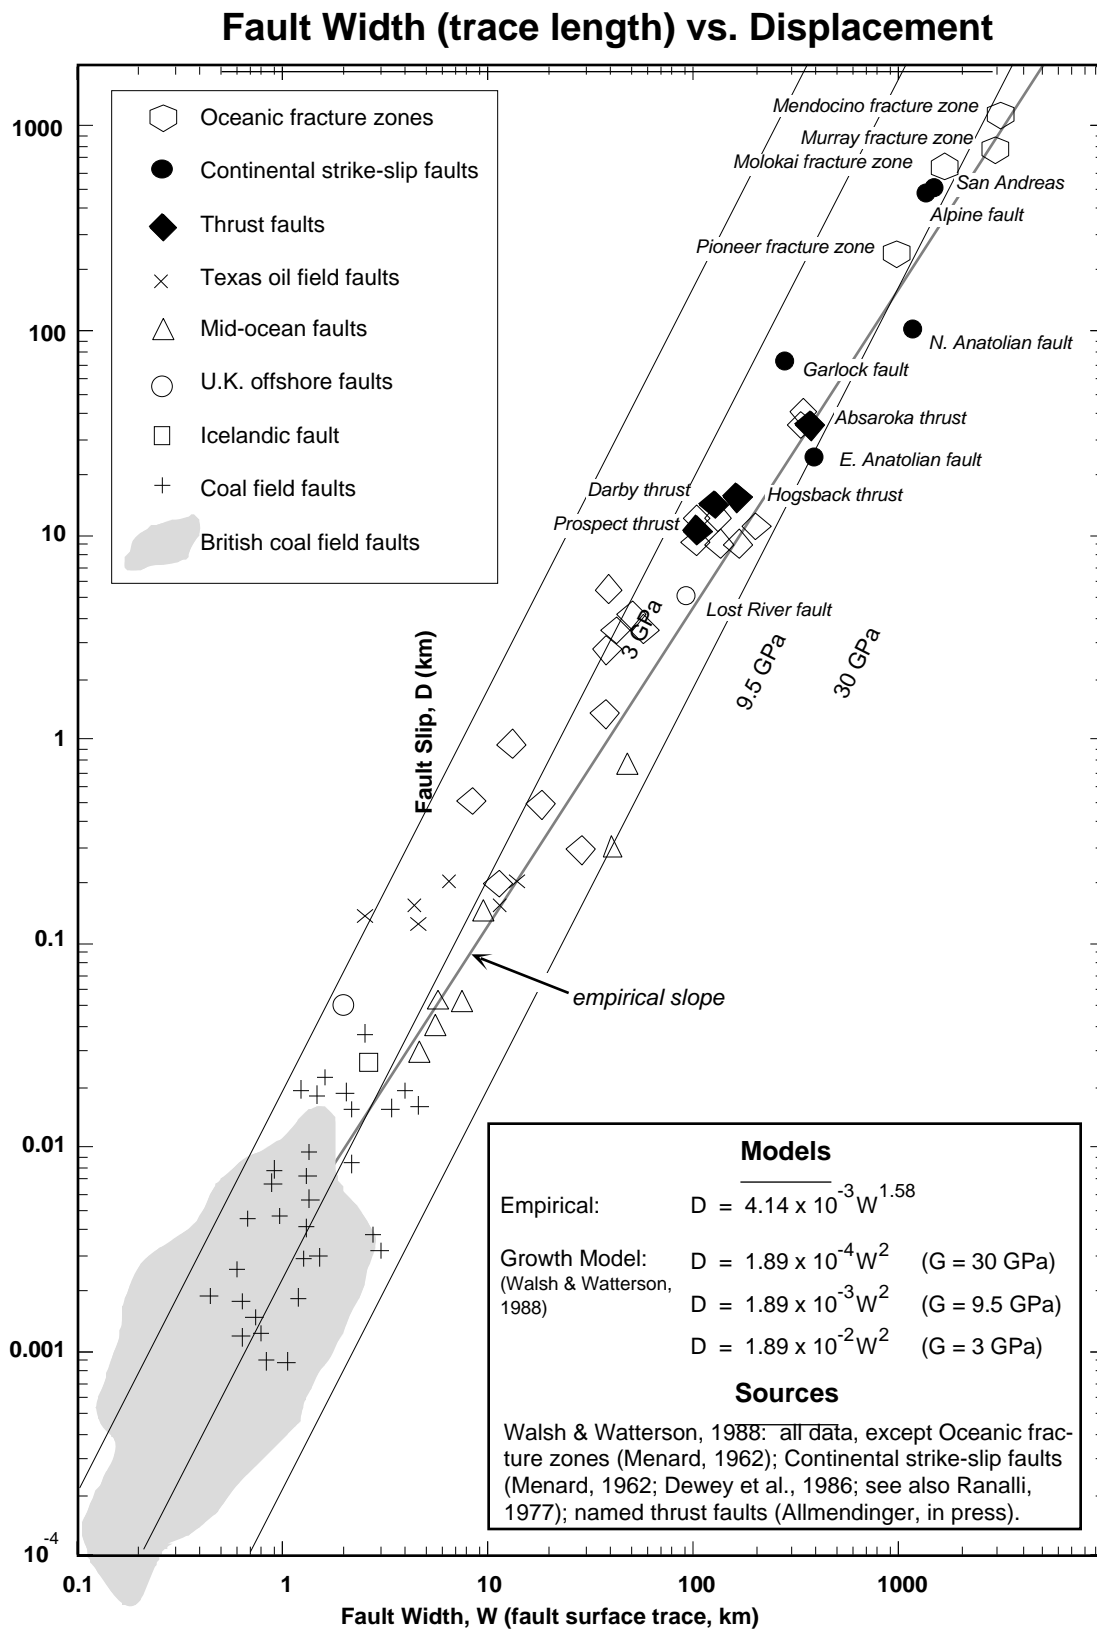 Fault Width (trace length) vs. Displacement
Oceanic fracture zones
Continental strike-slip faults
Thrust faults
Texas oil field faults
Mid-ocean faults
U.K. offshore faults
Icelandic fault
Coal field faults
British coal field faults
Mendocino fracture zone
Murray fracture zone
Molokai fracture zone
San Andreas
Alpine fault
Pioneer fracture zone
N. Anatolian fault
Garlock fault
Absaroka thrust
E. Anatolian fault
Darby thrust
Hogsback thrust
Prospect thrust
Lost River fault
3 GPa
9.5 GPa
30 GPa
Fault Slip, D (km)
empirical slope
1000
100
10
1
0.1
0.01
0.001
10-4
Models
Empirical: D = 4.14 x 10-3W1.58
Growth Model: D = 1.89 x 10-4W2 (G = 30 GPa)
(Walsh & Watterson,
1988) D = 1.89 x 10-3W2 (G = 9.5 GPa)
D = 1.89 x 10-2W2 (G = 3 GPa)
Sources
Walsh & Watterson, 1988: all data, except Oceanic frac-
ture zones (Menard, 1962); Continental strike-slip faults
(Menard, 1962; Dewey et al., 1986; see also Ranalli,
1977); named thrust faults (Allmendinger, in press).
0.1 1 10 100 1000
Fault Width, W (fault surface trace, km)